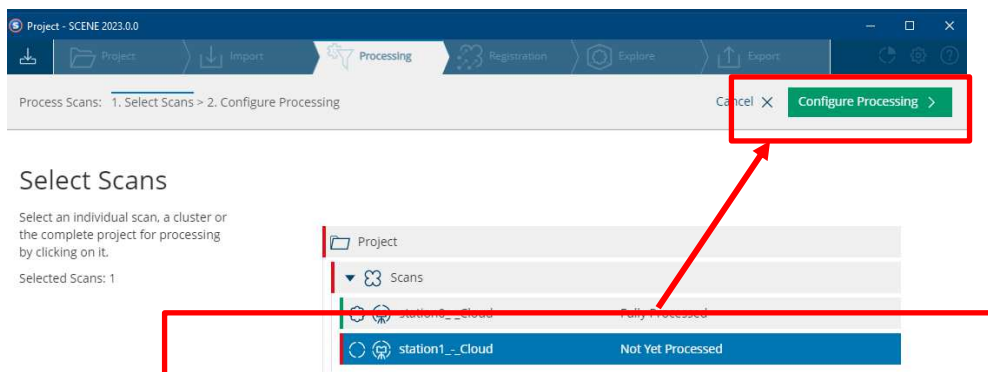 Project - SCENE 2023.0.0
Project Import Processing Registration Explore Export
Process Scans: 1. Select Scans > 2. Configure Processing Cancel Configure Processing >
Select Scans
Select an individual scan, a cluster or
the complete project for processing
by clicking on it.
Selected Scans: 1
Project
Scans
station0_-_Cloud Fully Processed
station1_-_Cloud Not Yet Processed